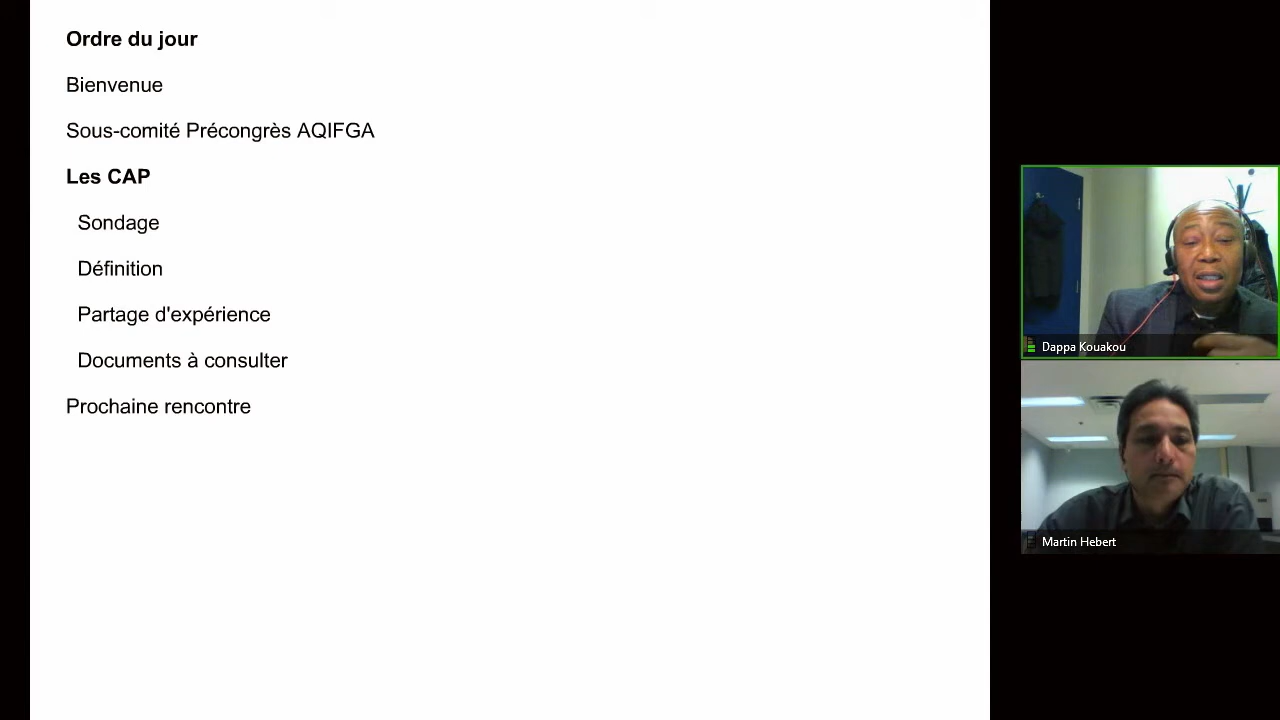 Ordre du jour
Bienvenue
Sous-comité Précongrès AQIFGA
Les CAP
Sondage
Définition
Partage d'expérience
Documents à consulter
Prochaine rencontre
Dappa Kouakou
Martin Hebert